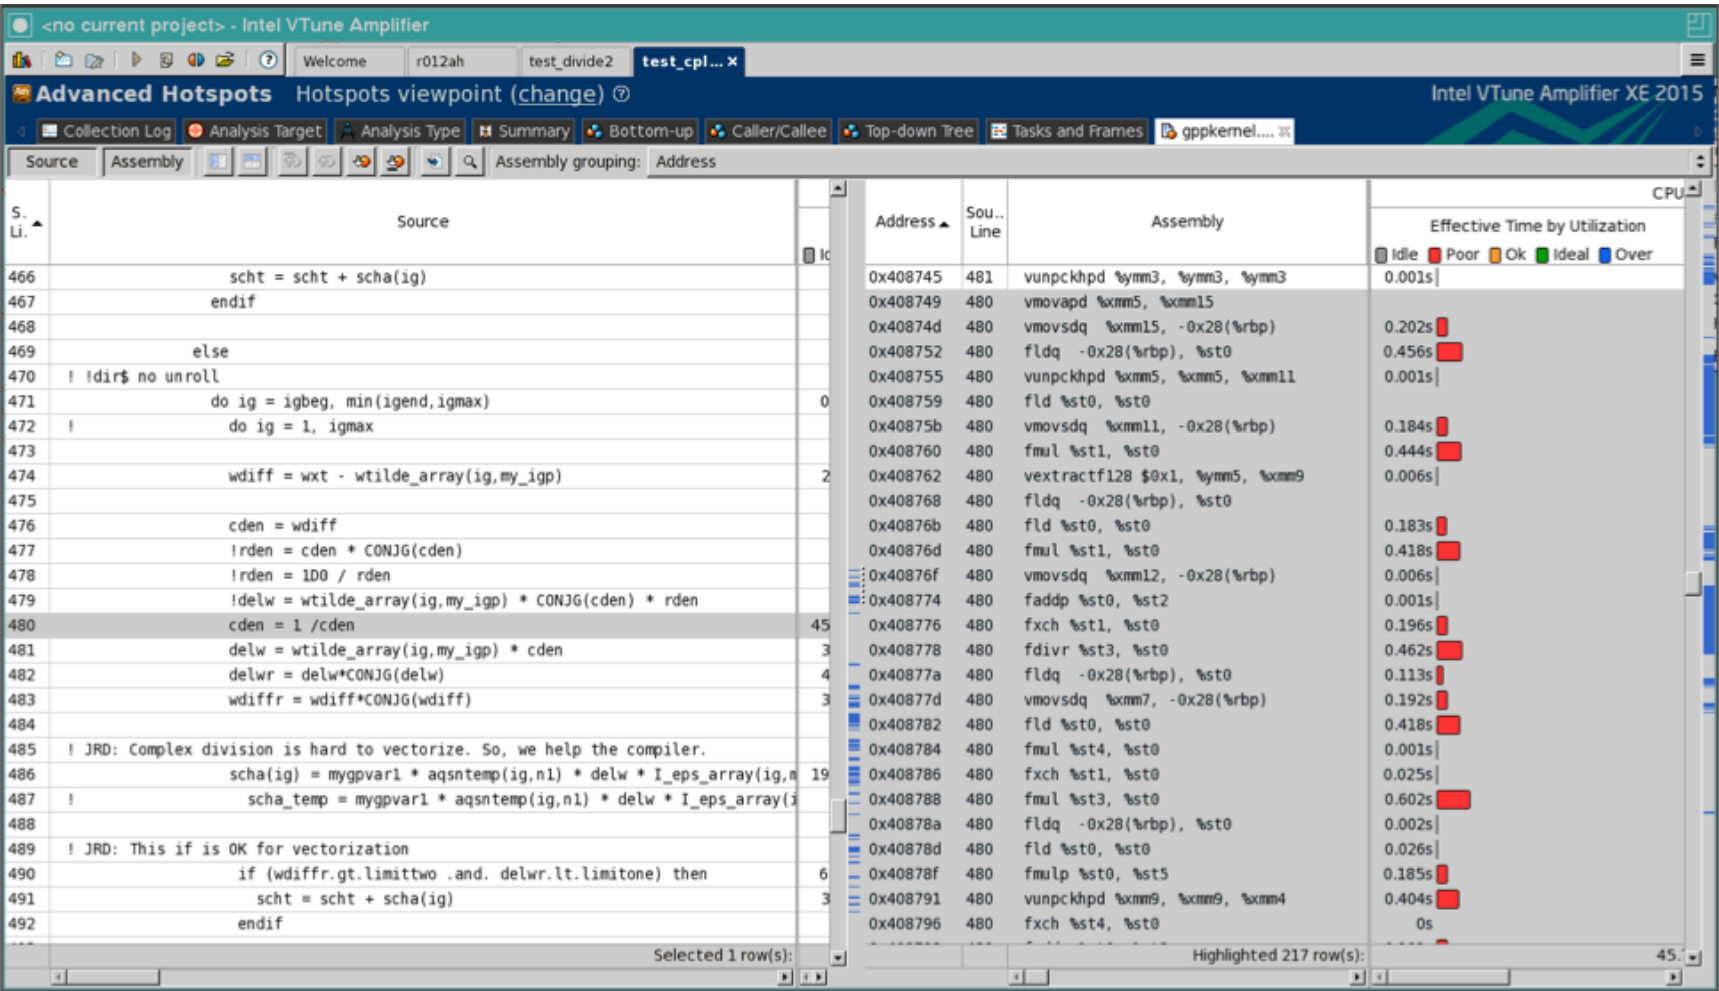 <no current project> - Intel VTune Amplifier
Welcome r012ah test_divide2 test_cpl... ×
Advanced Hotspots Hotspots viewpoint (change) ? Intel VTune Amplifier XE 2015
Collection Log Analysis Target Analysis Type Summary Bottom-up Caller/Callee Top-down Tree Tasks and Frames gppkernel....
Source Assembly Assembly grouping: Address
S. Li. Source Address Sou.. Line Assembly CPU
Effective Time by Utilization
Idle Poor Ok Ideal Over
466 scht = scht + scha(ig) 0x408745 481 vunpckhpd %ymm3, %ymm3, %ymm3 0.001s
467 endif 0x408749 480 vmovapd %xmm5, %xmm15
468 0x40874d 480 vmovsdq %xmm15, -0x28(%rbp) 0.202s
469 else 0x408752 480 fldq -0x28(%rbp), %st0 0.456s
470 ! !dir$ no unroll 0x408755 480 vunpckhpd %xmm5, %xmm5, %xmm11 0.001s
471 do ig = igbeg, min(igend,igmax) 0 0x408759 480 fld %st0, %st0
472 ! do ig = 1, igmax 0x40875b 480 vmovsdq %xmm11, -0x28(%rbp) 0.184s
473 0x408760 480 fmul %st1, %st0 0.444s
474 wdiff = wxt - wtilde_array(ig,my_igp) 2 0x408762 480 vextractf128 $0x1, %ymm5, %xmm9 0.006s
475 0x408768 480 fldq -0x28(%rbp), %st0
476 cden = wdiff 0x40876b 480 fld %st0, %st0 0.183s
477 !rden = cden * CONJG(cden) 0x40876d 480 fmul %st1, %st0 0.418s
478 !rden = 1D0 / rden 0x40876f 480 vmovsdq %xmm12, -0x28(%rbp) 0.006s
479 !delw = wtilde_array(ig,my_igp) * CONJG(cden) * rden 0x408774 480 faddp %st0, %st2 0.001s
480 cden = 1 /cden 45 0x408776 480 fxch %st1, %st0 0.196s
481 delw = wtilde_array(ig,my_igp) * cden 3 0x408778 480 fdivr %st3, %st0 0.462s
482 delwr = delw*CONJG(delw) 4 0x40877a 480 fldq -0x28(%rbp), %st0 0.113s
483 wdiffr = wdiff*CONJG(wdiff) 3 0x40877d 480 vmovsdq %xmm7, -0x28(%rbp) 0.192s
484 0x408782 480 fld %st0, %st0 0.418s
485 ! JRD: Complex division is hard to vectorize. So, we help the compiler. 0x408784 480 fmul %st4, %st0 0.001s
486 scha(ig) = mygpvar1 * aqsntemp(ig,n1) * delw * I_eps_array(ig,n 19 0x408786 480 fxch %st1, %st0 0.025s
487 ! scha_temp = mygpvar1 * aqsntemp(ig,n1) * delw * I_eps_array(i 0x408788 480 fmul %st3, %st0 0.602s
488 0x40878a 480 fldq -0x28(%rbp), %st0 0.002s
489 ! JRD: This if is OK for vectorization 0x40878d 480 fld %st0, %st0 0.026s
490 if (wdiffr.gt.limittwo .and. delwr.lt.limitone) then 6 0x40878f 480 fmulp %st0, %st5 0.185s
491 scht = scht + scha(ig) 3 0x408791 480 vunpckhpd %xmm9, %xmm9, %xmm4 0.404s
492 endif 0x408796 480 fxch %st4, %st0 0s
Selected 1 row(s): Highlighted 217 row(s): 45.